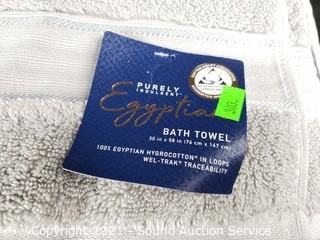 PURELY
INDULGENT
Egyptian
303
BATH TOWEL
30 in x 58 in (76 cm x 147 cm)
100% EGYPTIAN HYGROCOTTON® IN LOOPS
WEL-TRAK® TRACEABILITY
Copyright 2021 - Sound Auction Service